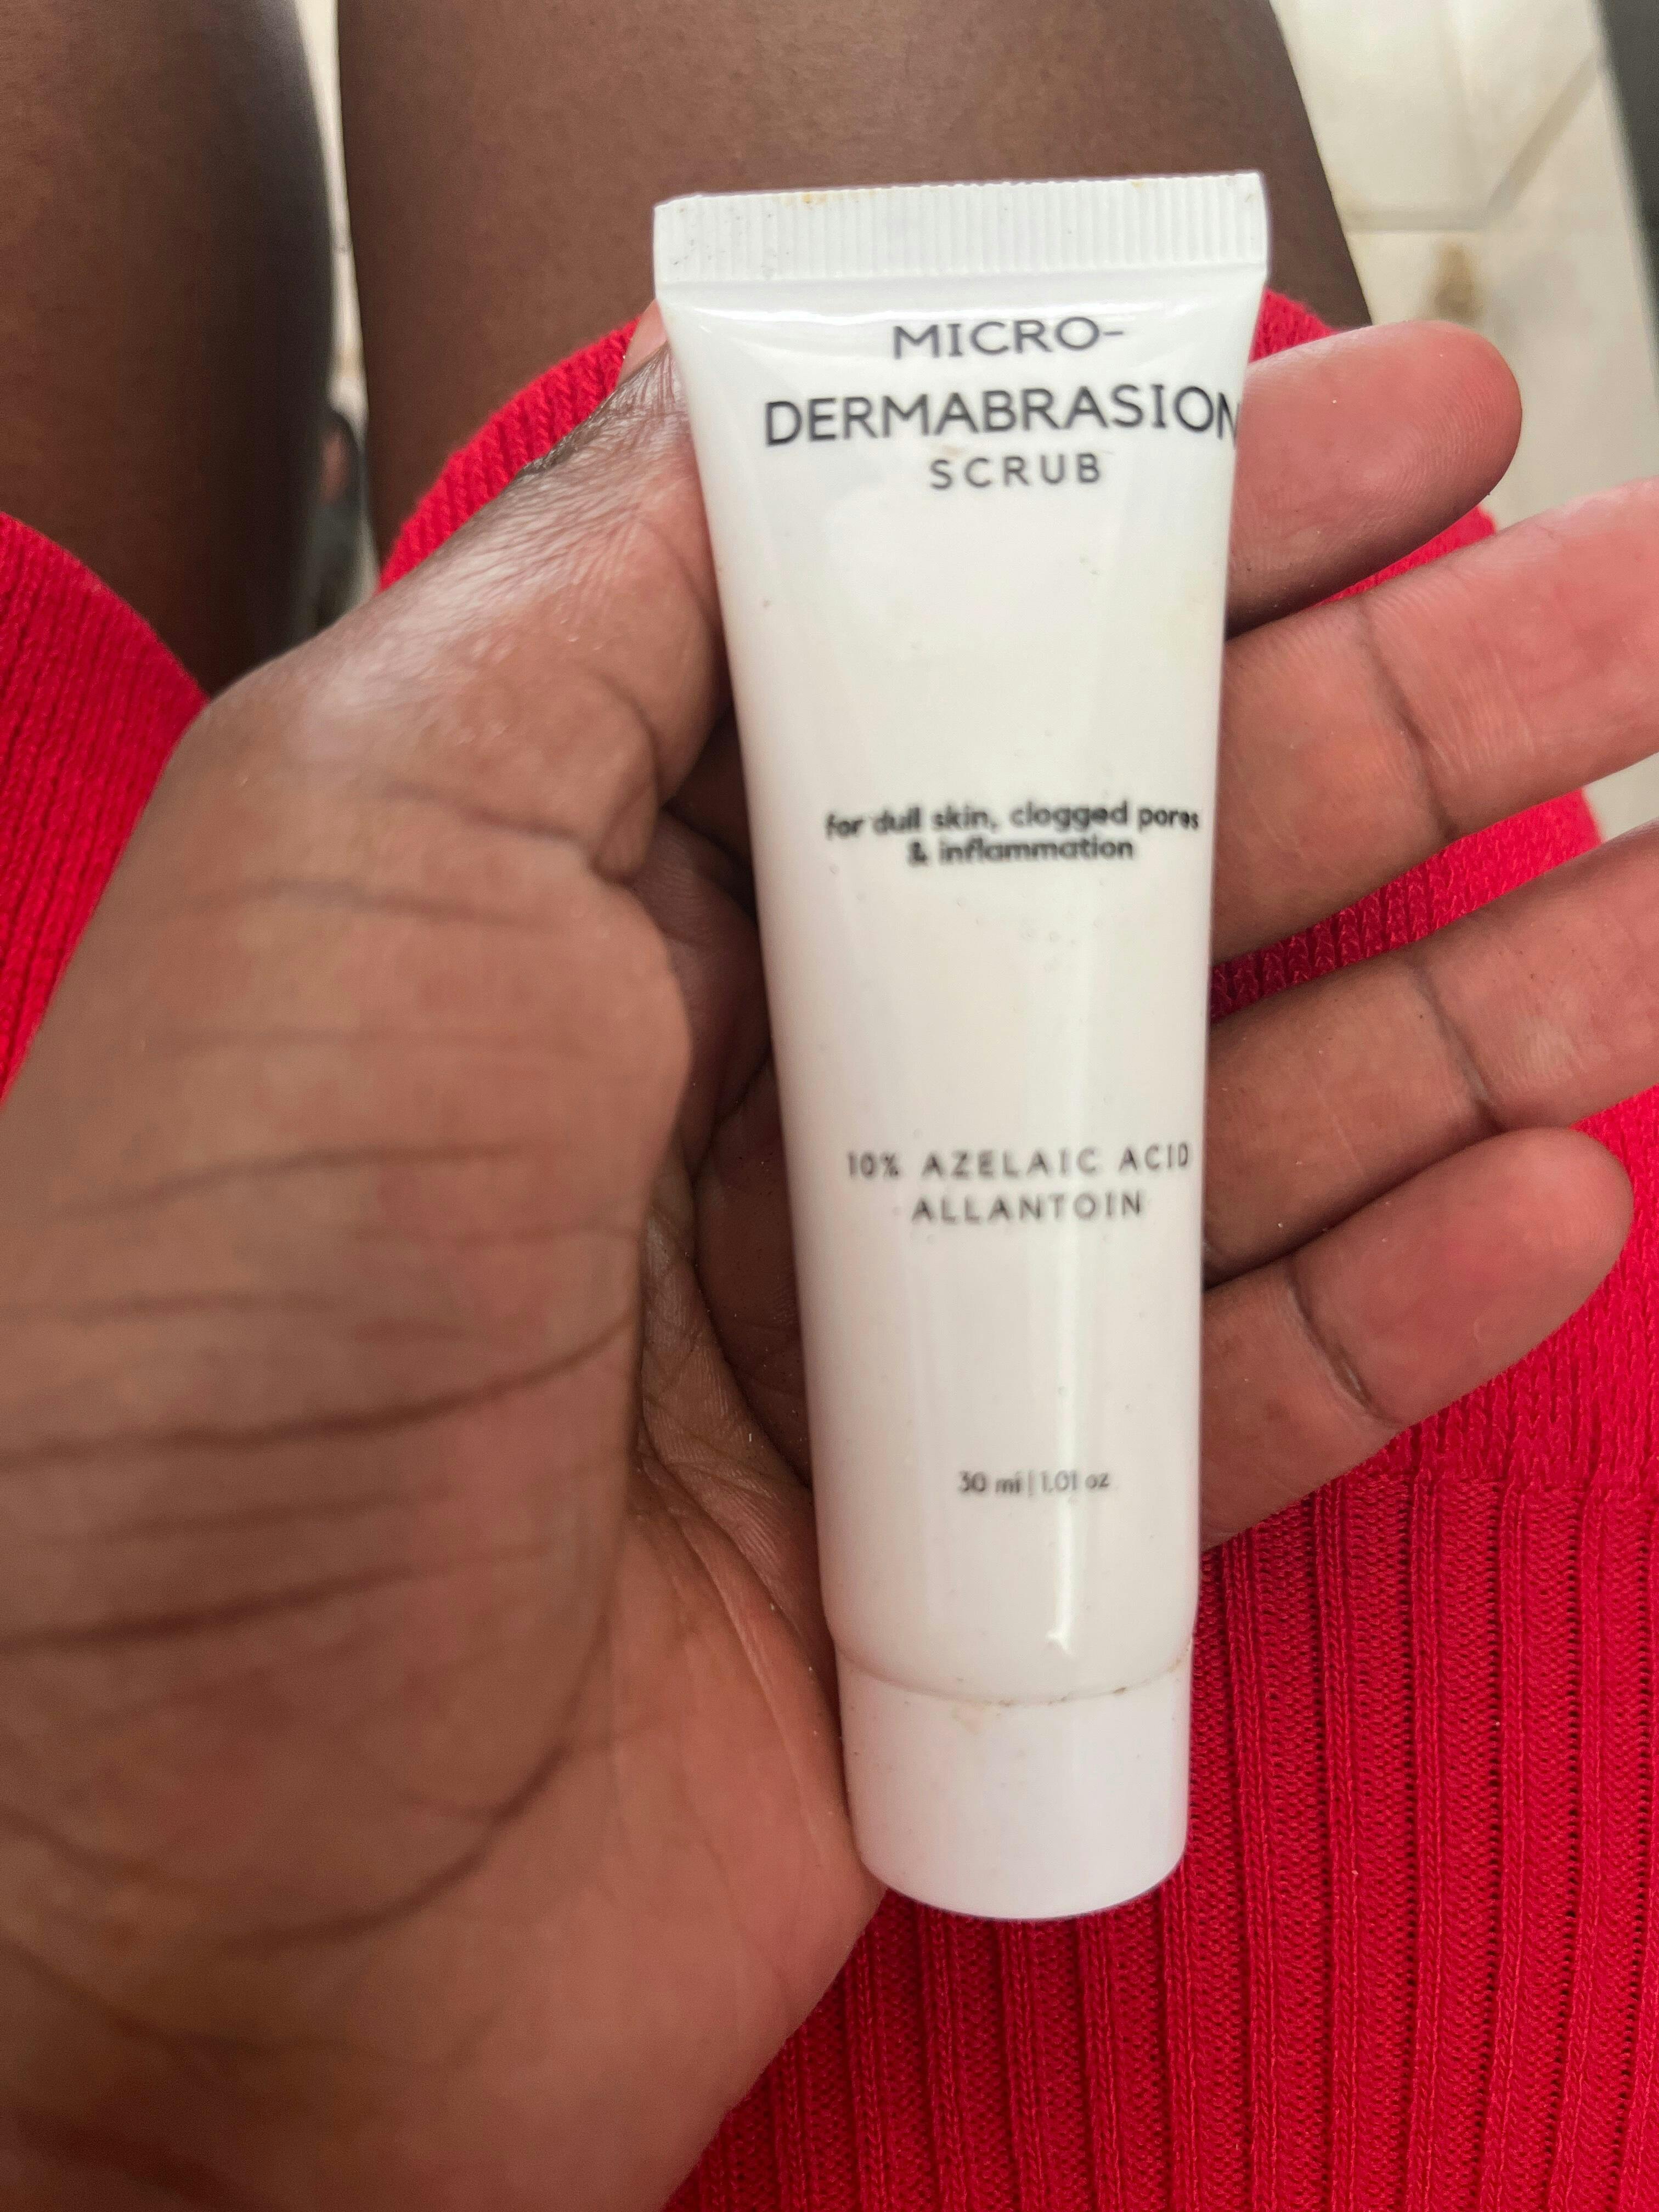 MICRO-
DERMABRASION
SCRUB
for dull skin, clogged pores
& inflammation
10% AZELAIC ACID
ALLANTOIN
30 ml | 1.01 oz